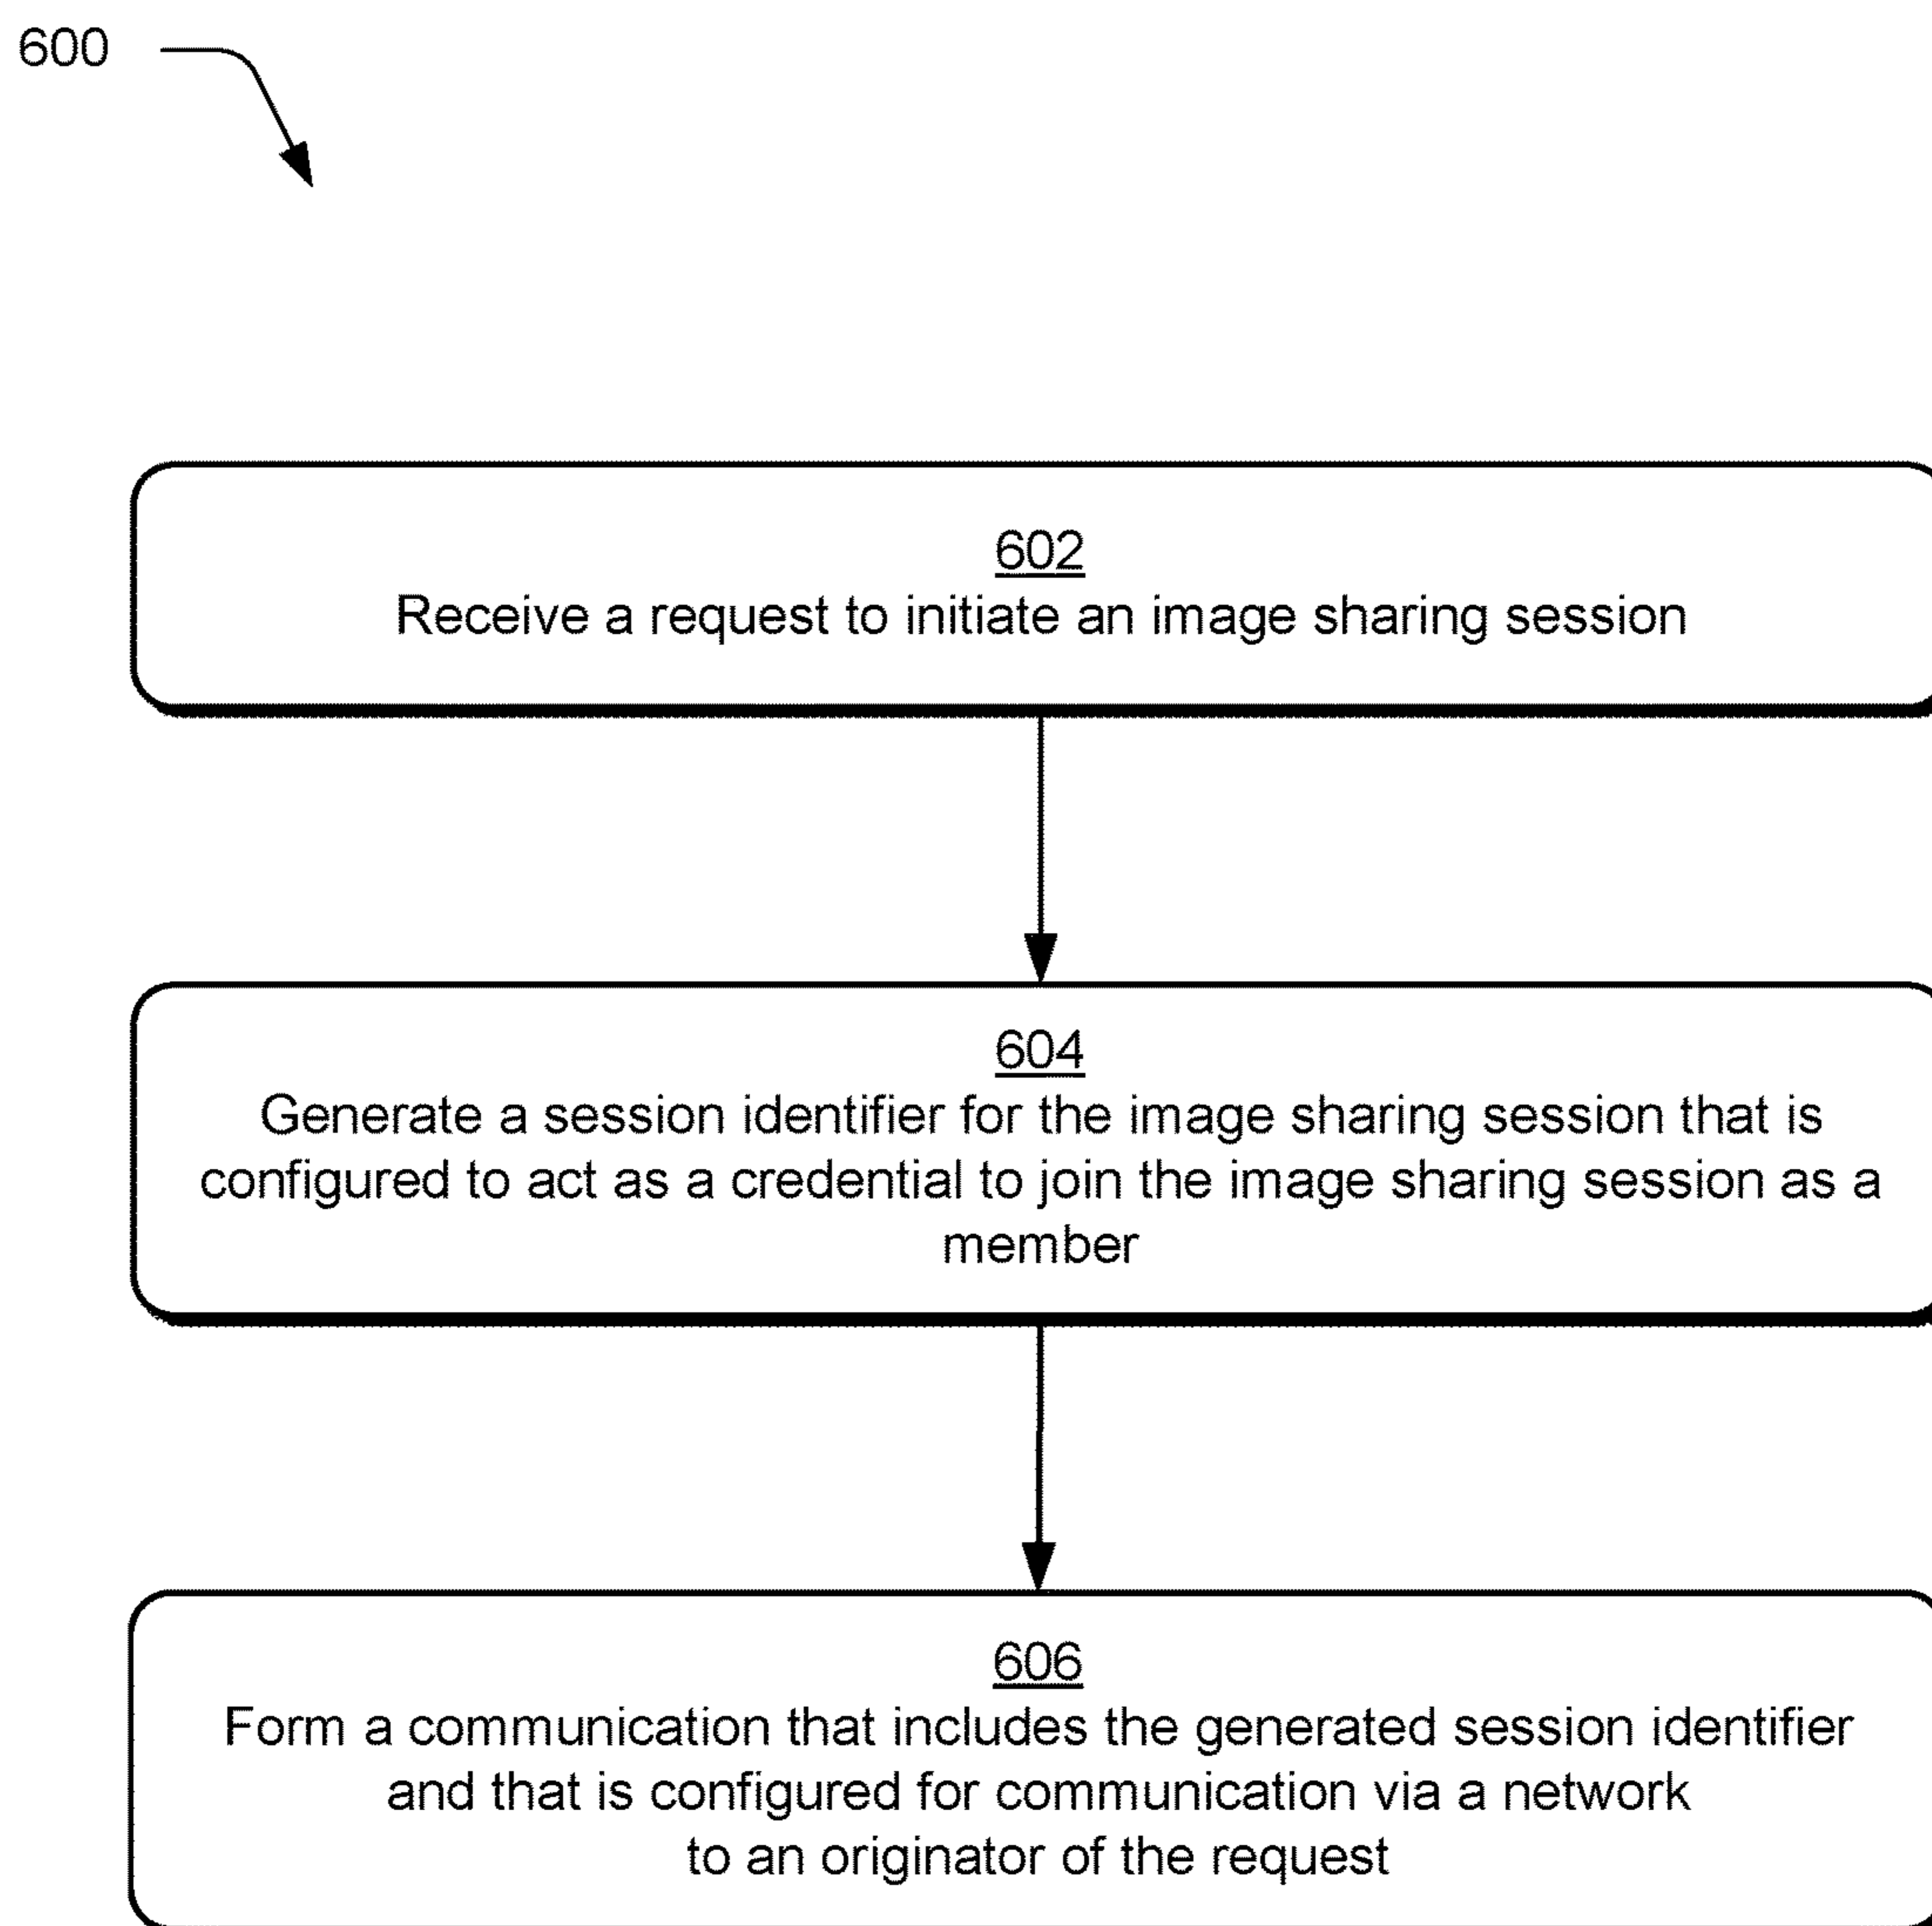 600
602
Receive a request to initiate an image sharing session
604
Generate a session identifier for the image sharing session that is
configured to act as a credential to join the image sharing session as a
member
606
Form a communication that includes the generated session identifier
and that is configured for communication via a network
to an originator of the request